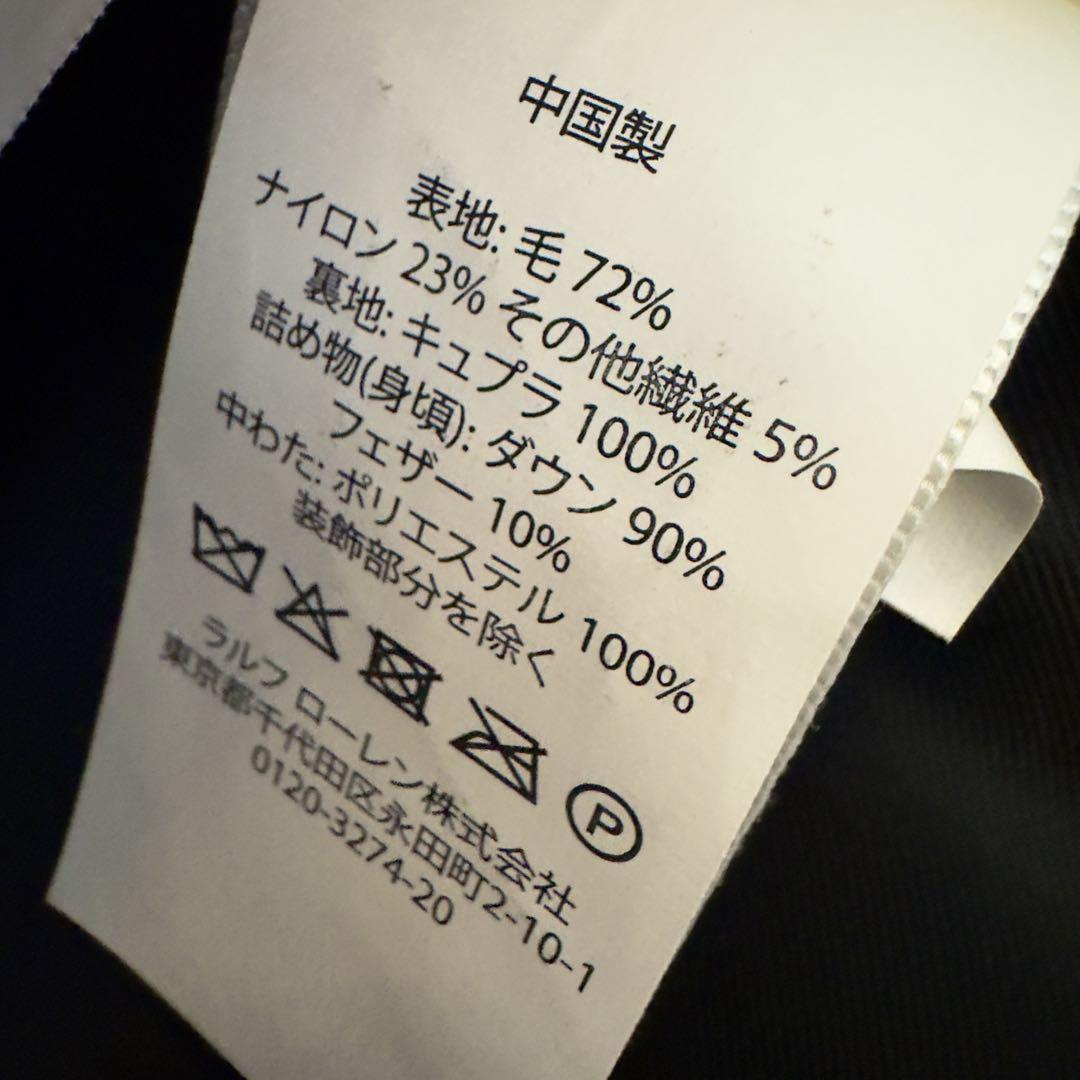 中国製
表地: 毛 72%
ナイロン 23% その他繊維 5%
裏地: キュプラ 100%
詰め物(身頃): ダウン 90%
フェザー 10%
中わた: ポリエステル 100%
装飾部分を除く
P
ラルフ ローレン株式会社
東京都千代田区永田町2-10-1
0120-3274-20